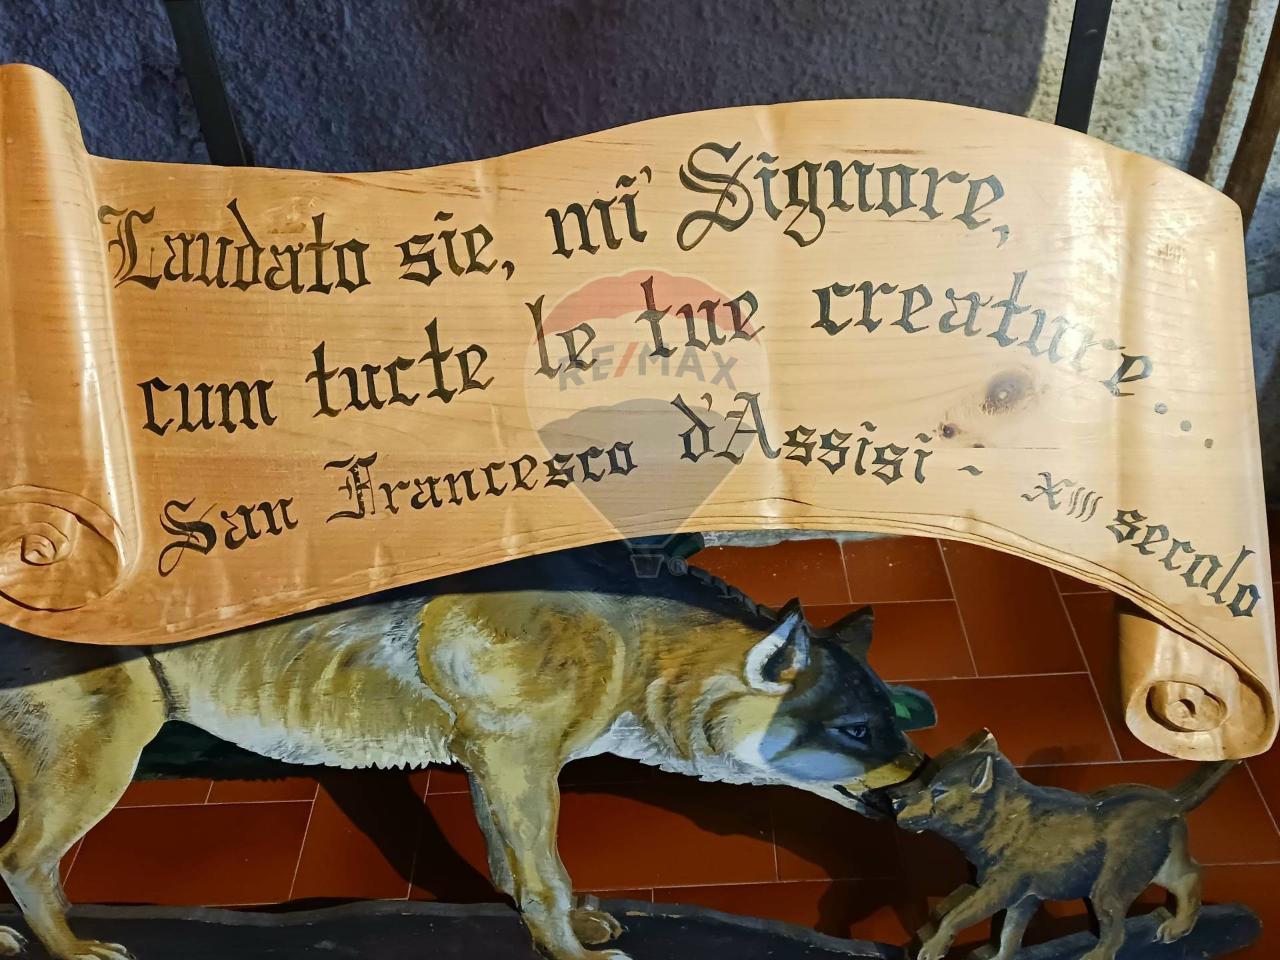 Laudato sie, mi' Signore,
cum tucte le tue creature...
San Francesco d'Assisi - XIII secolo
RE/MAX
®